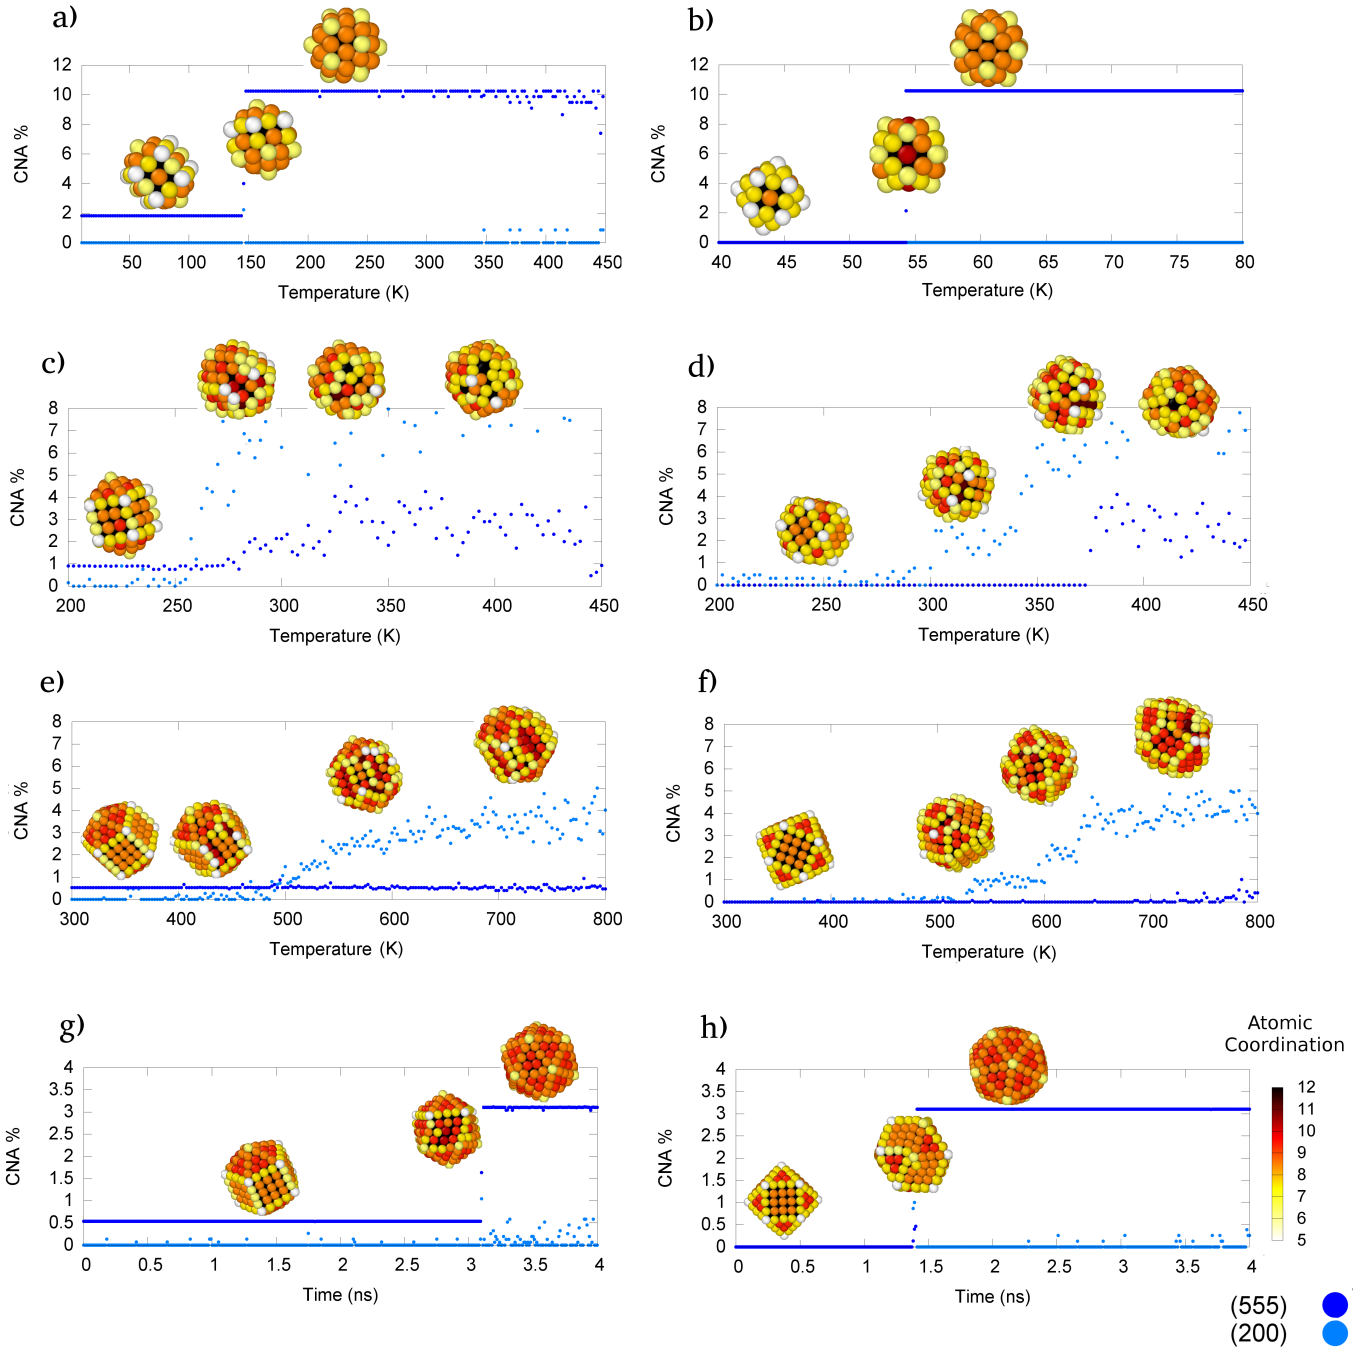 a)
12
10
8
6
4
2
0
CNA %
50 100 150 200 250 300 350 400 450
Temperature (K)
b)
12
10
8
6
4
2
0
CNA %
40 45 50 55 60 65 70 75 80
Temperature (K)
c)
8
7
6
5
4
3
2
1
0
CNA %
200 250 300 350 400 450
Temperature (K)
d)
8
7
6
5
4
3
2
1
0
CNA %
200 250 300 350 400 450
Temperature (K)
e)
8
7
6
5
4
3
2
1
0
CNA %
300 400 500 600 700 800
Temperature (K)
f)
8
7
6
5
4
3
2
1
0
CNA %
300 400 500 600 700 800
Temperature (K)
g)
4
3.5
3
2.5
2
1.5
1
0.5
0
CNA %
0 0.5 1 1.5 2 2.5 3 3.5 4
Time (ns)
h)
4
3.5
3
2.5
2
1.5
1
0.5
0
CNA %
0 0.5 1 1.5 2 2.5 3 3.5 4
Time (ns)
Atomic
Coordination
12
11
10
9
8
7
6
5
(555)
(200)